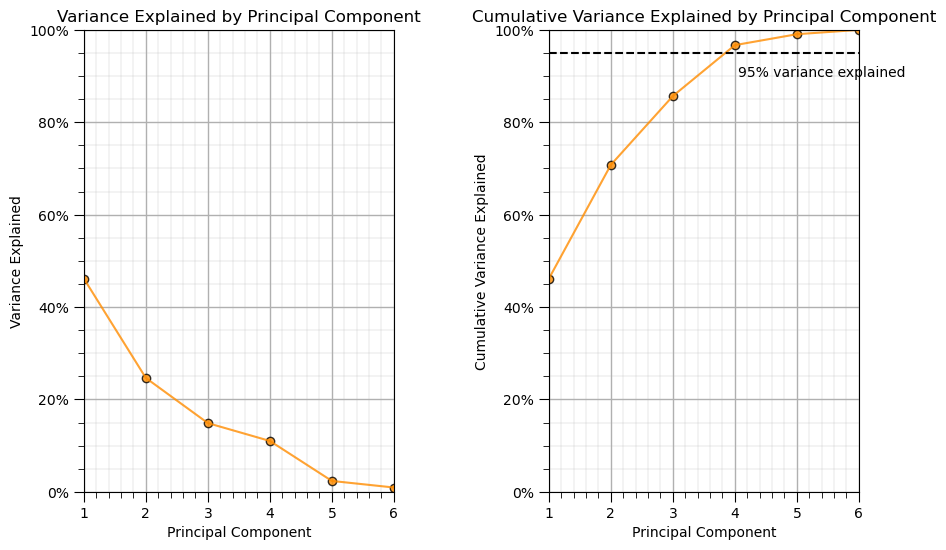 Variance Explained by Principal Component
100%
80%
60%
40%
20%
0%
Variance Explained
1 2 3 4 5 6
Principal Component
Cumulative Variance Explained by Principal Component
100%
80%
60%
40%
20%
0%
Cumulative Variance Explained
95% variance explained
1 2 3 4 5 6
Principal Component